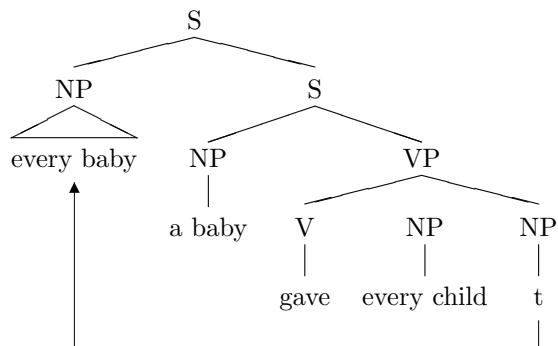 S
NP S
every baby NP VP
a baby V NP NP
gave every child t